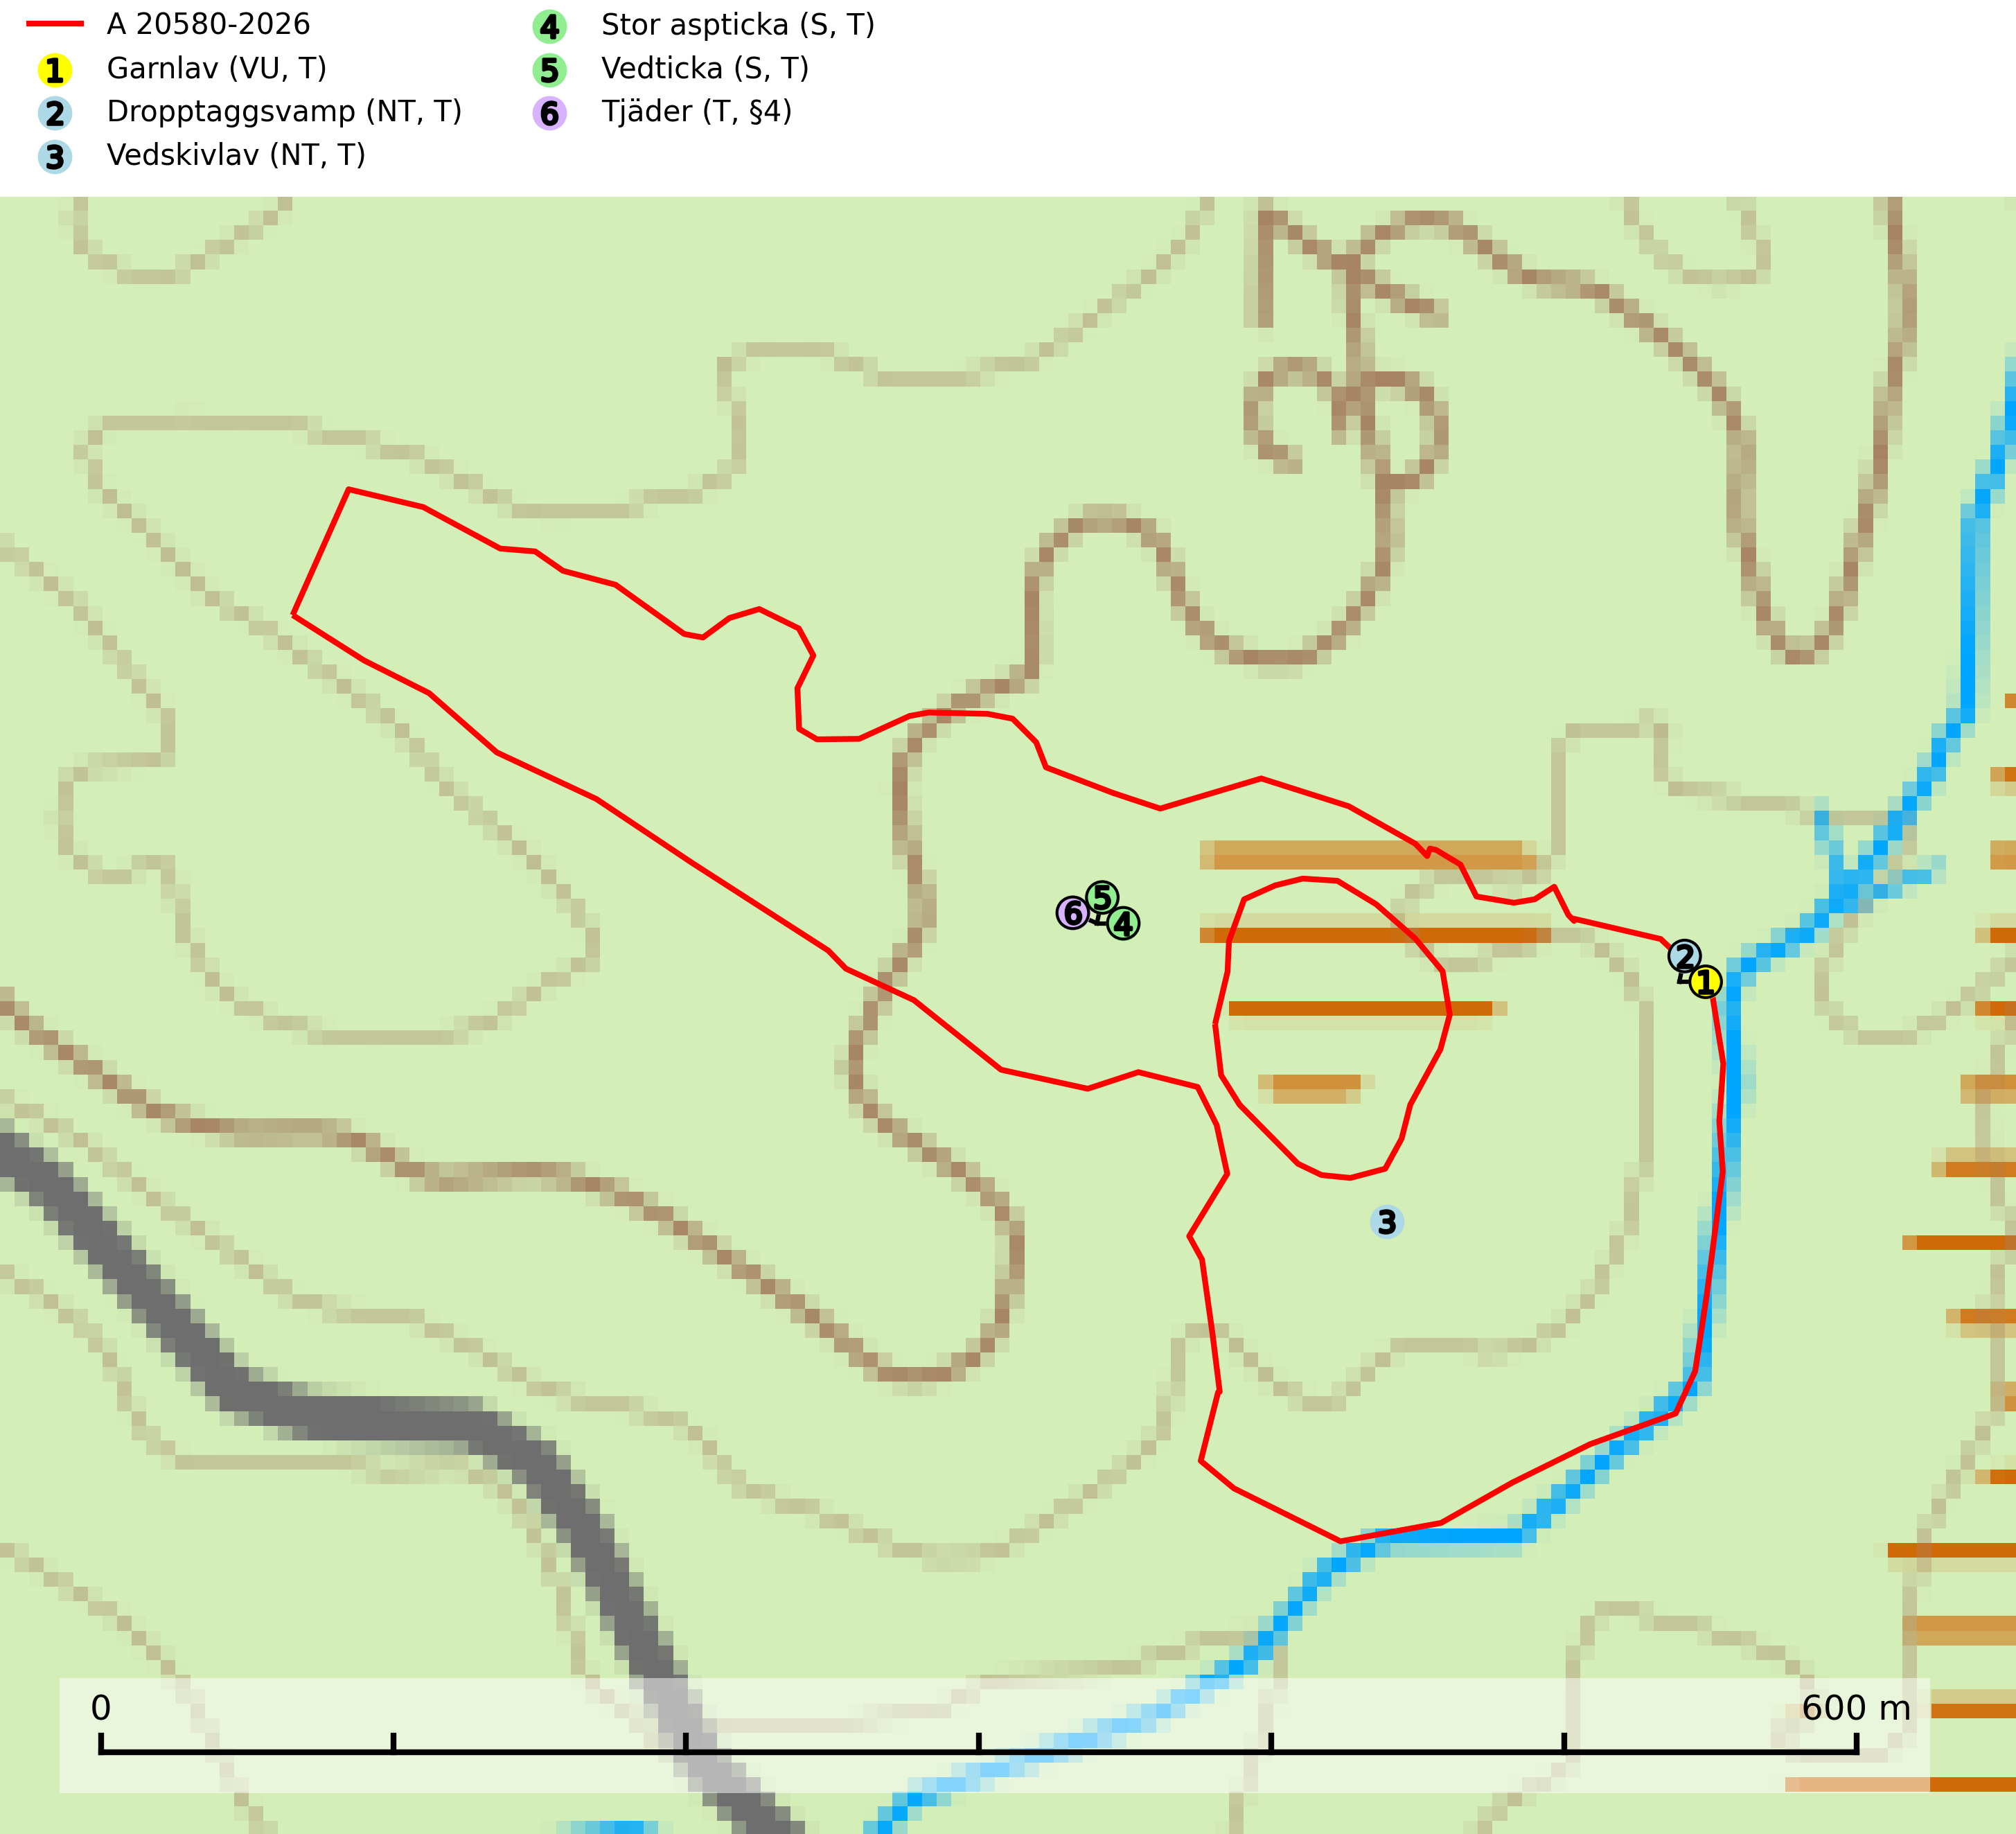 A 20580-2026
1 Garnlav (VU, T)
2 Dropptaggsvamp (NT, T)
3 Vedskivlav (NT, T)
4 Stor aspticka (S, T)
5 Vedticka (S, T)
6 Tjäder (T, §4)
5
6 4
2
1
3
0 600 m